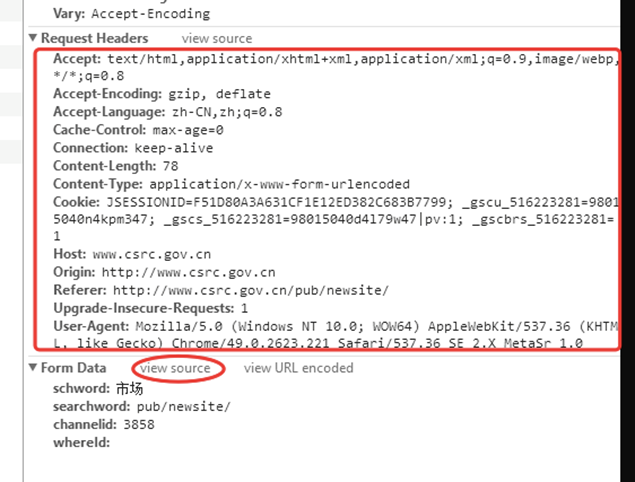 Vary: Accept-Encoding
Request Headers view source
Accept: text/html,application/xhtml+xml,application/xml;q=0.9,image/webp,
*/*;q=0.8
Accept-Encoding: gzip, deflate
Accept-Language: zh-CN,zh;q=0.8
Cache-Control: max-age=0
Connection: keep-alive
Content-Length: 78
Content-Type: application/x-www-form-urlencoded
Cookie: JSESSIONID=F51D80A3A631CF1E12ED382C683B7799; _gscu_516223281=9801
5040n4kpm347; _gscs_516223281=98015040d4l79w47|pv:1; _gscbrs_516223281=
1
Host: www.csrc.gov.cn
Origin: http://www.csrc.gov.cn
Referer: http://www.csrc.gov.cn/pub/newsite/
Upgrade-Insecure-Requests: 1
User-Agent: Mozilla/5.0 (Windows NT 10.0; WOW64) AppleWebKit/537.36 (KHTM
L, like Gecko) Chrome/49.0.2623.221 Safari/537.36 SE 2.X MetaSr 1.0
Form Data view source view URL encoded
schword: 市场
searchword: pub/newsite/
channelid: 3858
whereId: